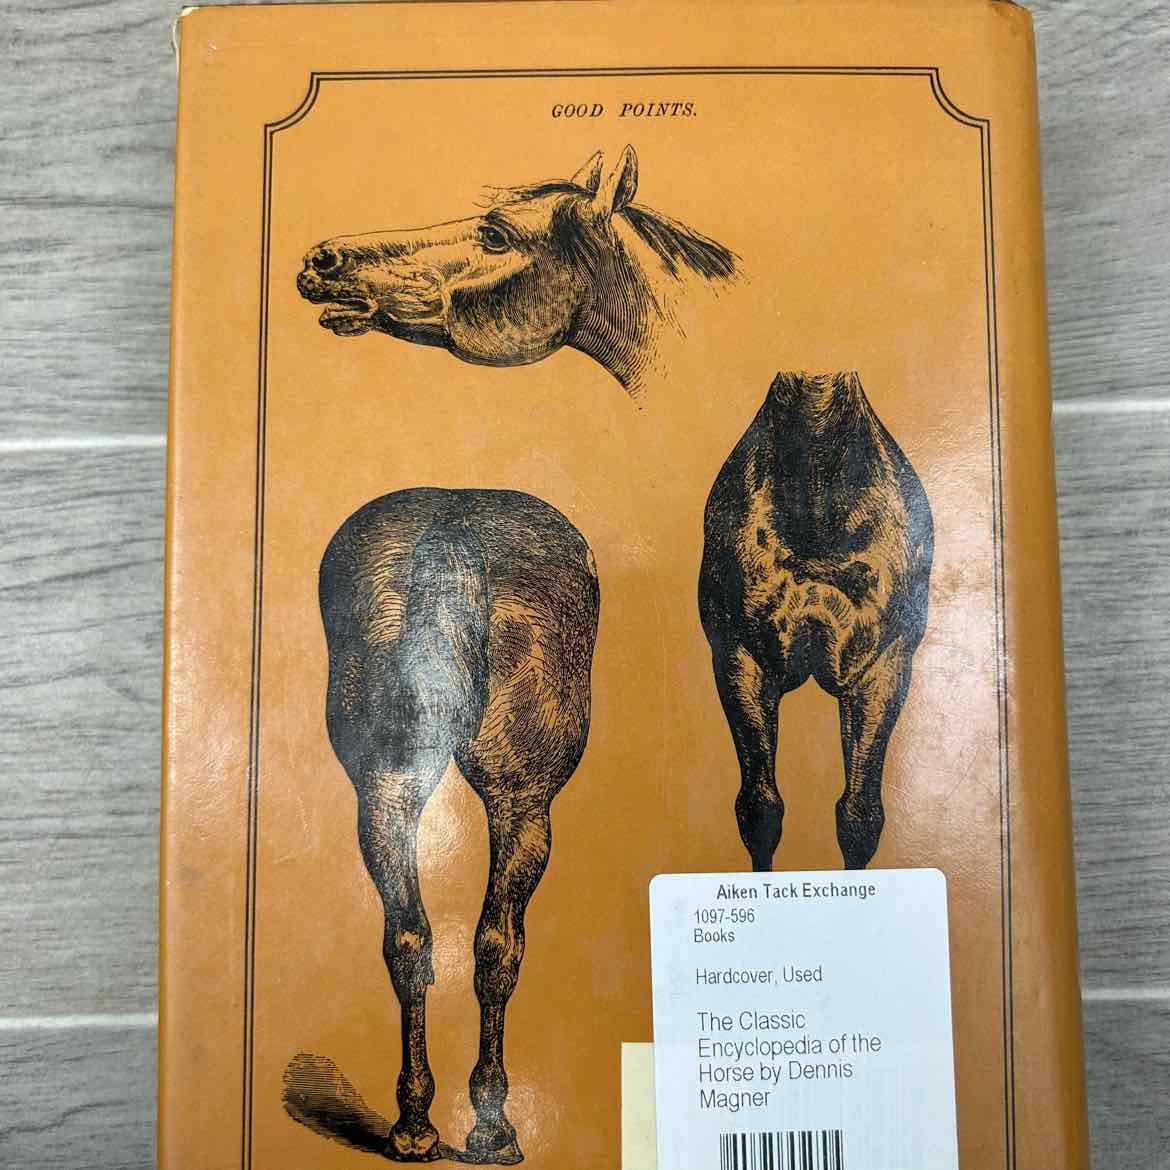 GOOD POINTS.
Aiken Tack Exchange
1097-596
Books
Hardcover, Used
The Classic
Encyclopedia of the
Horse by Dennis
Magner